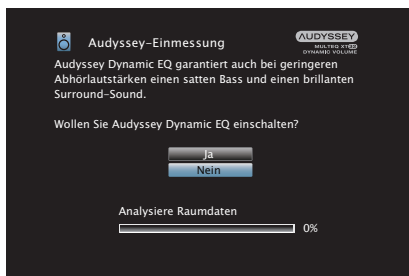 Audyssey-Einmessung
AUDYSSEY
MULTEQ XT32
DYNAMIC VOLUME
Audyssey Dynamic EQ garantiert auch bei geringeren
Abhörlautstärken einen satten Bass und einen brillanten
Surround-Sound.
Wollen Sie Audyssey Dynamic EQ einschalten?
Ja
Nein
Analysiere Raumdaten
0%